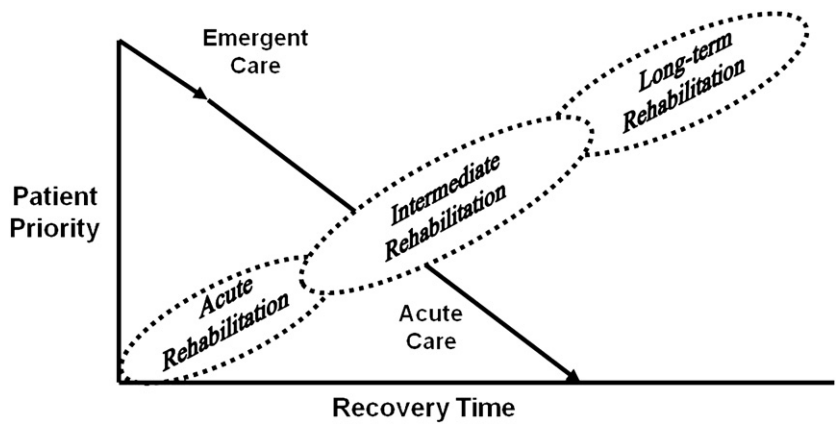 Emergent
Care
Long-term
Rehabilitation
Patient
Priority
Intermediate
Rehabilitation
Acute
Rehabilitation
Acute
Care
Recovery Time